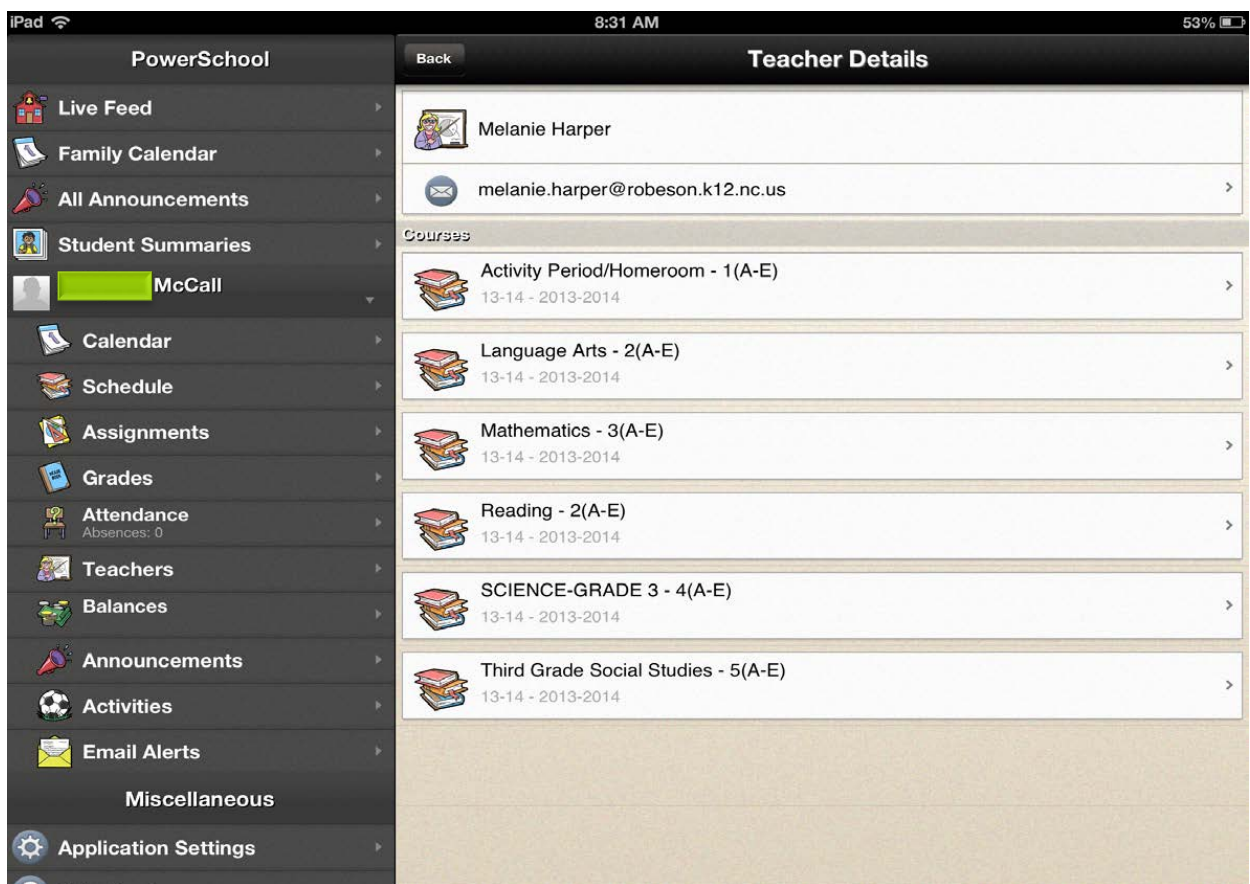 iPad 8:31 AM 53%
PowerSchool
Live Feed
Family Calendar
All Announcements
Student Summaries
McCall
Calendar
Schedule
Assignments
Grades
Attendance
Absences: 0
Teachers
Balances
Announcements
Activities
Email Alerts
Miscellaneous
Application Settings
Back Teacher Details
Melanie Harper
melanie.harper@robeson.k12.nc.us
Courses
Activity Period/Homeroom - 1(A-E)
13-14 - 2013-2014
Language Arts - 2(A-E)
13-14 - 2013-2014
Mathematics - 3(A-E)
13-14 - 2013-2014
Reading - 2(A-E)
13-14 - 2013-2014
SCIENCE-GRADE 3 - 4(A-E)
13-14 - 2013-2014
Third Grade Social Studies - 5(A-E)
13-14 - 2013-2014